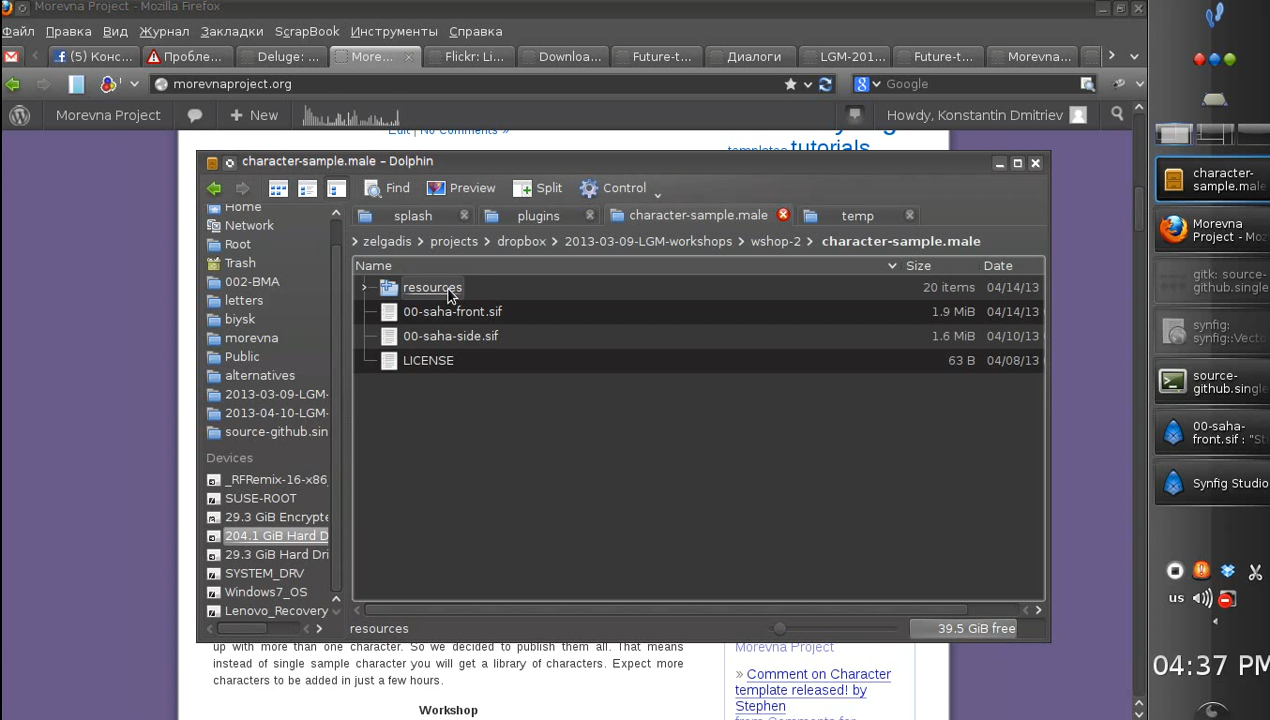 Morevna Project - Mozilla Firefox
Файл Правка Вид Журнал Закладки ScrapBook Инструменты Справка
(5) Конс... Пробле... Deluge: ... More... Flickr: Li... Downloa... Future-t... Диалоги LGM-201... Future-t... Morevna...
morevnaproject.org
Google
Morevna Project + New Howdy, Konstantin Dmitriev
Edit | No Comments »
templates tutorials
character-sample.male – Dolphin
Find Preview Split Control
splash plugins character-sample.male temp
zelgadis projects dropbox 2013-03-09-LGM-workshops wshop-2 character-sample.male
Name Size Date
resources 20 items 04/14/13
00-saha-front.sif 1.9 MiB 04/14/13
00-saha-side.sif 1.6 MiB 04/10/13
LICENSE 63 B 04/08/13
Home
Network
Root
Trash
002-BMA
letters
biysk
morevna
Public
alternatives
2013-03-09-LGM-
2013-04-10-LGM-
source-github.sin
Devices
_RFRemix-16-x86_
SUSE-ROOT
29.3 GiB Encrypte
204.1 GiB Hard D
29.3 GiB Hard Dri
SYSTEM_DRV
Windows7_OS
Lenovo_Recovery
resources
39.5 GiB free
up with more than one character. So we decided to publish them all. That means
instead of single sample character you will get a library of characters. Expect more
characters to be added in just a few hours.
Workshop
Morevna Project
» Comment on Character
template released! by
Stephen
from Comments for
character-
sample.male
Morevna
Project - Mo
gitk: source-
github.single
synfig:
synfig::Vecto
source-
github.single
00-saha-
front.sif : "St
Synfig Studio
us
04:37 PM